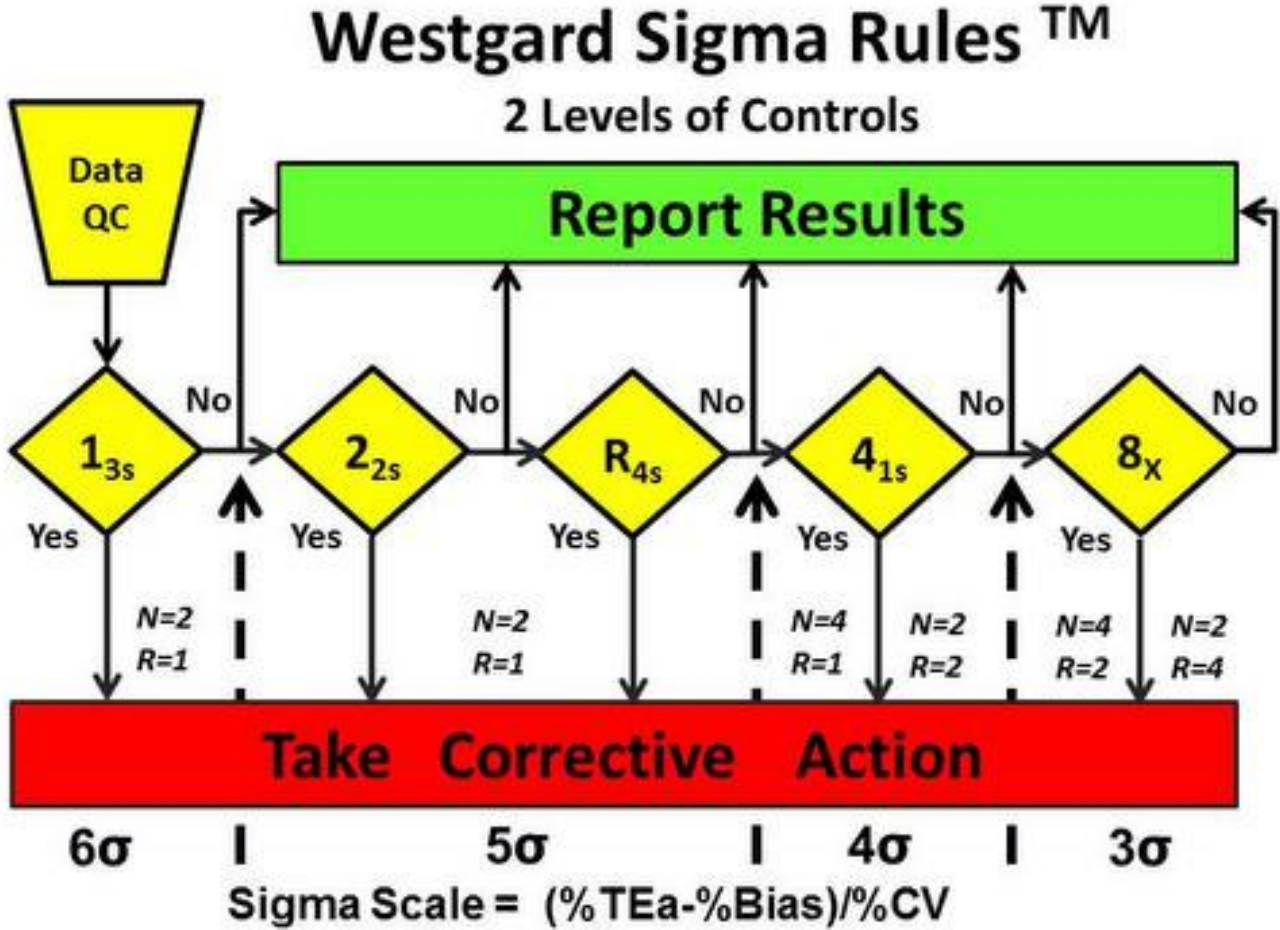 Westgard Sigma Rules ™
2 Levels of Controls
Data
QC
Report Results
No
No
No
No
No
1₃ₛ
2₂ₛ
R₄ₛ
4₁ₛ
8ₓ
Yes
Yes
Yes
Yes
Yes
N=2
R=1
N=2
R=1
N=4
R=1
N=2
R=2
N=4
R=2
N=2
R=4
Take Corrective Action
6σ
5σ
4σ
3σ
Sigma Scale = (%TEa-%Bias)/%CV